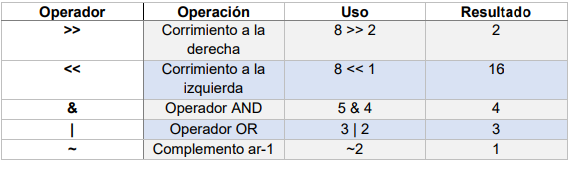 Operador Operación Uso Resultado
>> Corrimiento a la derecha 8 >> 2 2
<< Corrimiento a la izquierda 8 << 1 16
& Operador AND 5 & 4 4
| Operador OR 3 | 2 3
~ Complemento ar-1 ~2 1